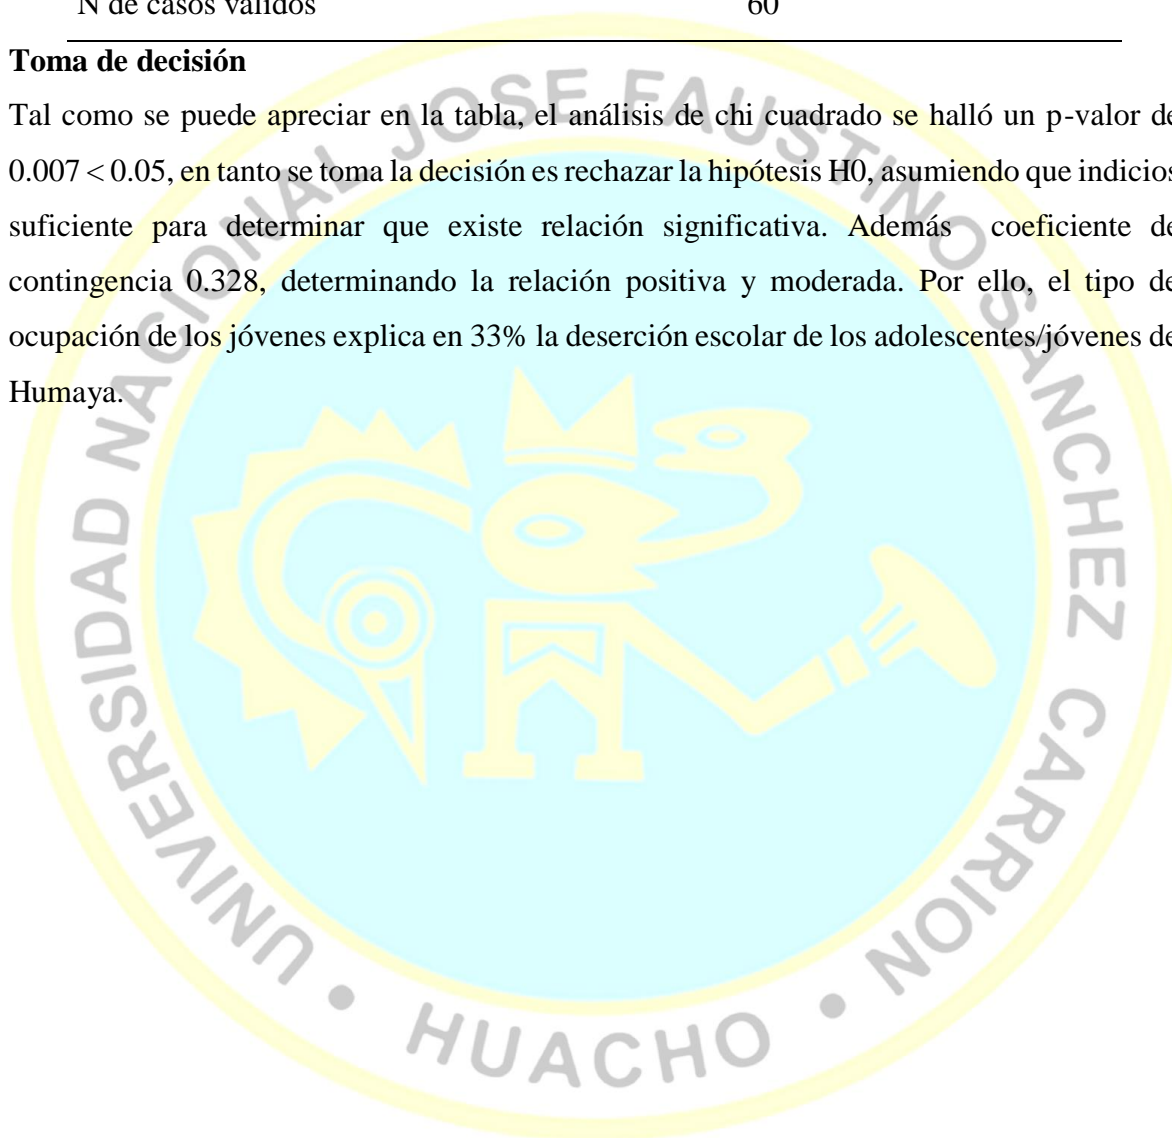 N de casos válidos 60
Toma de decisión
Tal como se puede apreciar en la tabla, el análisis de chi cuadrado se halló un p-valor de
0.007 < 0.05, en tanto se toma la decisión es rechazar la hipótesis H0, asumiendo que indicios
suficiente para determinar que existe relación significativa. Además coeficiente de
contingencia 0.328, determinando la relación positiva y moderada. Por ello, el tipo de
ocupación de los jóvenes explica en 33% la deserción escolar de los adolescentes/jóvenes de
Humaya.
UNIVERSIDAD NACIONAL JOSE FAUSTINO SANCHEZ CARRION • HUACHO •